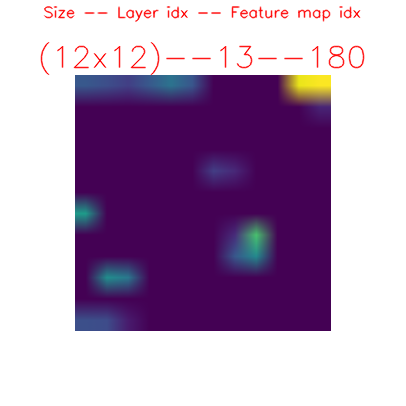 Size -- Layer idx -- Feature map idx
(12x12)--13--180